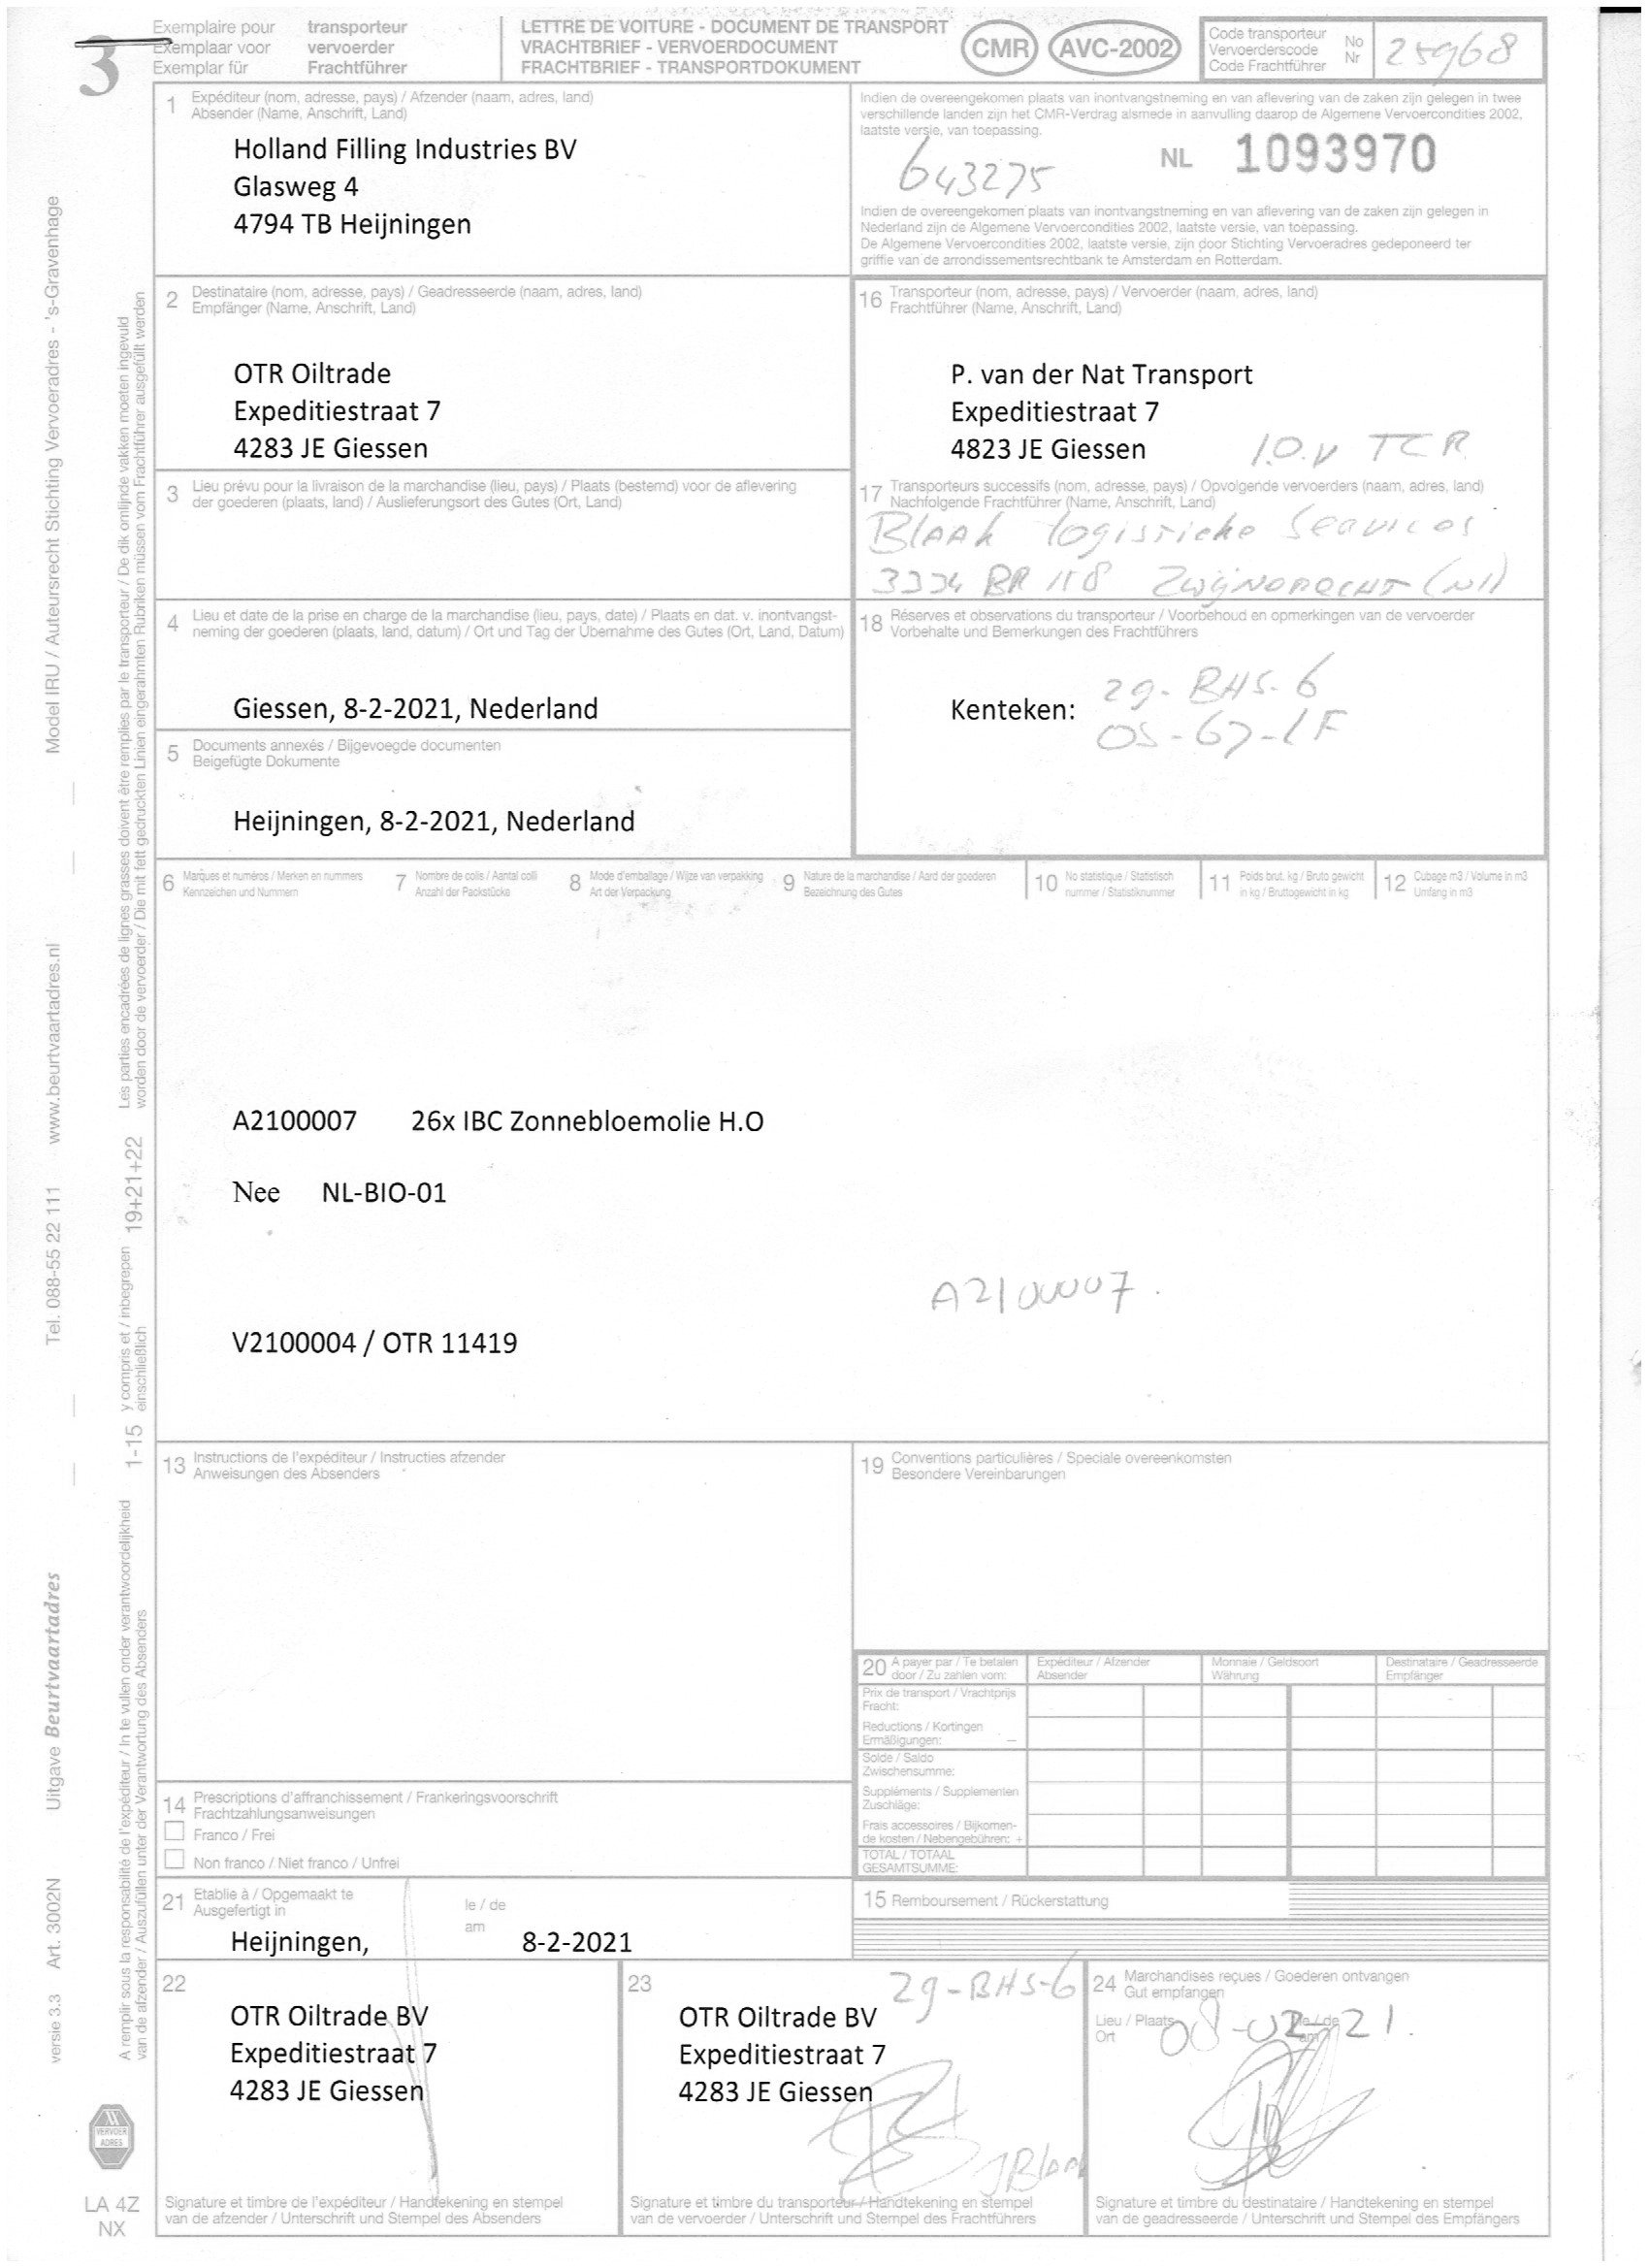 3
Exemplaire pour transporteur
Exemplaar voor vervoerder
Exemplar für Frachtführer
LETTRE DE VOITURE - DOCUMENT DE TRANSPORT
VRACHTBRIEF - VERVOERDOCUMENT
FRACHTBRIEF - TRANSPORTDOKUMENT
CMR AVC-2002
Code transporteur
Vervoerderscode
Code Frachtführer
No
Nr
25968
1 Expéditeur (nom, adresse, pays) / Afzender (naam, adres, land)
Absender (Name, Anschrift, Land)
Holland Filling Industries BV
Glasweg 4
4794 TB Heijningen
Indien de overeengekomen plaats van inontvangstneming en van aflevering van de zaken zijn gelegen in twee
verschillende landen zijn het CMR-Verdrag alsmede in aanvulling daarop de Algemene Vervoercondities 2002,
laatste versie, van toepassing.
643275
NL 1093970
Indien de overeengekomen plaats van inontvangstneming en van aflevering van de zaken zijn gelegen in
Nederland zijn de Algemene Vervoercondities 2002, laatste versie, van toepassing.
De Algemene Vervoercondities 2002, laatste versie, zijn door Stichting Vervoeradres gedeponeerd ter
griffie van de arrondissementsrechtbank te Amsterdam en Rotterdam.
2 Destinataire (nom, adresse, pays) / Geadresseerde (naam, adres, land)
Empfänger (Name, Anschrift, Land)
OTR Oiltrade
Expeditiestraat 7
4283 JE Giessen
16 Transporteur (nom, adresse, pays) / Vervoerder (naam, adres, land)
Frachtführer (Name, Anschrift, Land)
P. van der Nat Transport
Expeditiestraat 7
4823 JE Giessen
I.O.V TCR
3 Lieu prévu pour la livraison de la marchandise (lieu, pays) / Plaats (bestemd) voor de aflevering
der goederen (plaats, land) / Auslieferungsort des Gutes (Ort, Land)
17 Transporteurs successifs (nom, adresse, pays) / Opvolgende vervoerders (naam, adres, land)
Nachfolgende Frachtführer (Name, Anschrift, Land)
Blaak logistieke Services
3334 BR 118 Zwijndrecht (Nl)
4 Lieu et date de la prise en charge de la marchandise (lieu, pays, date) / Plaats en dat. v. inontvangst-
neming der goederen (plaats, land, datum) / Ort und Tag der Übernahme des Gutes (Ort, Land, Datum)
Giessen, 8-2-2021, Nederland
18 Réserves et observations du transporteur / Voorbehoud en opmerkingen van de vervoerder
Vorbehalte und Bemerkungen des Frachtführers
Kenteken:
29-BHS-6
OS-67-LF
5 Documents annexés / Bijgevoegde documenten
Beigefügte Dokumente
Heijningen, 8-2-2021, Nederland
6 Marques et numéros / Merken en nummers
Kennzeichen und Nummern
7 Nombre de colis / Aantal colli
Anzahl der Packstücke
8 Mode d'emballage / Wijze van verpakking
Art der Verpackung
9 Nature de la marchandise / Aard der goederen
Bezeichnung des Gutes
10 No statistique / Statistisch
nummer / Statistiknummer
11 Poids brut. kg / Bruto gewicht
in kg / Bruttogewicht in kg
12 Cubage m3 / Volume in m3
Umfang in m3
A2100007 26x IBC Zonnebloemolie H.O
Nee NL-BIO-01
A2100007.
V2100004 / OTR 11419
13 Instructions de l'expéditeur / Instructies afzender
Anweisungen des Absenders
19 Conventions particulières / Speciale overeenkomsten
Besondere Vereinbarungen
20 A payer par / Te betalen
door / Zu zahlen vom:
Expéditeur / Afzender
Absender
Monnaie / Geldsoort
Währung
Destinataire / Geadresseerde
Empfänger
Prix de transport / Vrachtprijs
Fracht:
Reductions / Kortingen
Ermäßigungen: –
Solde / Saldo
Zwischensumme:
Suppléments / Supplementen
Zuschläge:
Frais accessoires / Bijkomen-
de kosten / Nebengebühren: +
TOTAL / TOTAAL
GESAMTSUMME:
14 Prescriptions d'affranchissement / Frankeringsvoorschrift
Frachtzahlungsanweisungen
Franco / Frei
Non franco / Niet franco / Unfrei
21 Etablie à / Opgemaakt te
Ausgefertigt in
le / de
am
Heijningen, 8-2-2021
15 Remboursement / Rückerstattung
22
OTR Oiltrade BV
Expeditiestraat 7
4283 JE Giessen
Signature et timbre de l'expéditeur / Handtekening en stempel
van de afzender / Unterschrift und Stempel des Absenders
23
29-BHS-6
OTR Oiltrade BV
Expeditiestraat 7
4283 JE Giessen
JBlaak
Signature et timbre du transporteur / Handtekening en stempel
van de vervoerder / Unterschrift und Stempel des Frachtführers
24 Marchandises reçues / Goederen ontvangen
Gut empfangen
Lieu / Plaats
Ort
le / de
am
08-02-21.
Signature et timbre du destinataire / Handtekening en stempel
van de geadresseerde / Unterschrift und Stempel des Empfängers
Model IRU / Auteursrecht Stichting Vervoeradres - 's-Gravenhage
www.beurtvaartadres.nl
Tel. 088-55 22 111
Uitgave Beurtvaartadres
Art. 3002N
versie 3.3
Les parties encadrées de lignes grasses doivent être remplies par le transporteur / De dik omlijnde vakken moeten ingevuld
worden door de vervoerder / Die mit fett gedruckten Linien eingerahmten Rubriken müssen vom Frachtführer ausgefüllt werden
19+21+22
y compris et / inbegrepen
einschließlich
1-15
A remplir sous la responsabilité de l'expéditeur / In te vullen onder verantwoordelijkheid
van de afzender / Auszufüllen unter der Verantwortung des Absenders
VERVOER
ADRES
LA 4Z
NX